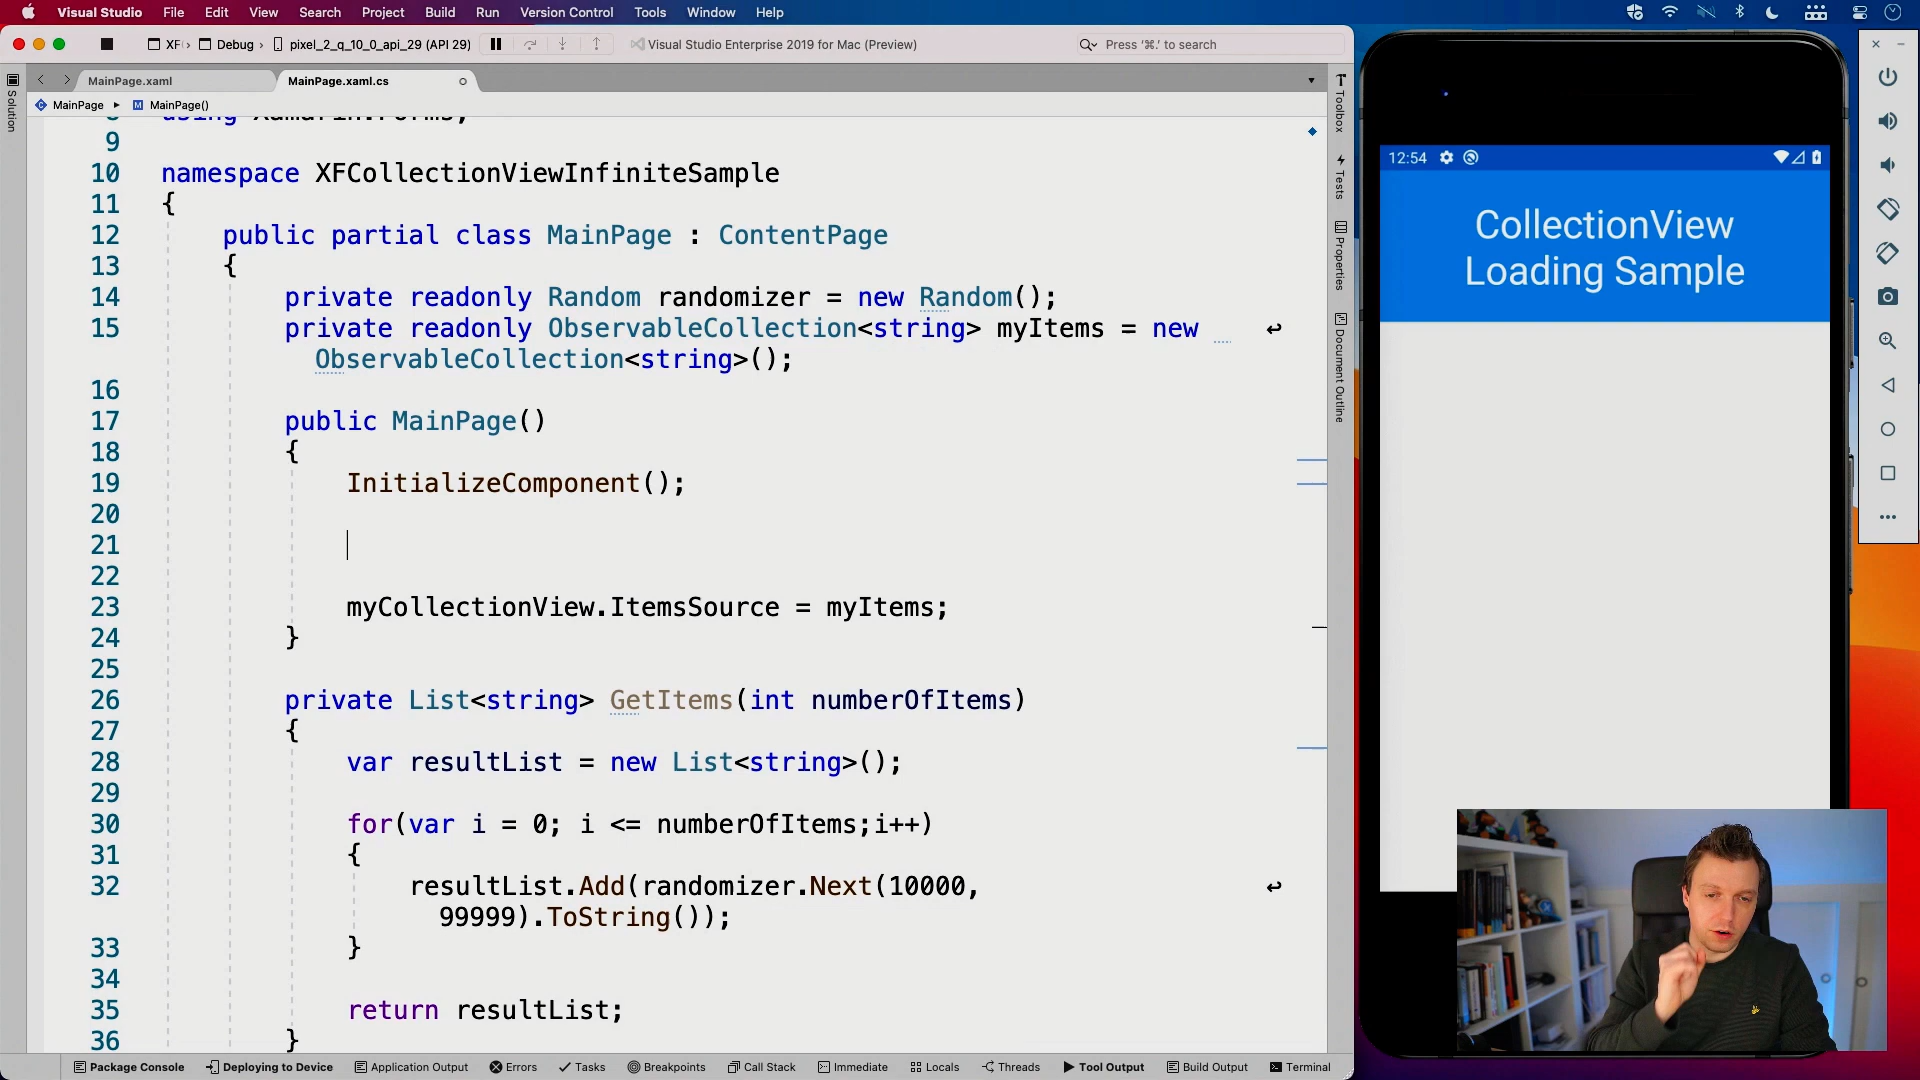 Visual Studio File Edit View Search Project Build Run Version Control Tools Window Help
XF Debug pixel_2_q_10_0_api_29 (API 29) Visual Studio Enterprise 2019 for Mac (Preview) Press '⌘.' to search
MainPage.xaml MainPage.xaml.cs
MainPage MainPage()
Solution
Toolbox
Tests
Properties
Document Outline
8 using Xamarin.Forms;
9
10 namespace XFCollectionViewInfiniteSample
11 {
12 public partial class MainPage : ContentPage
13 {
14 private readonly Random randomizer = new Random();
15 private readonly ObservableCollection<string> myItems = new
ObservableCollection<string>();
16
17 public MainPage()
18 {
19 InitializeComponent();
20
21
22
23 myCollectionView.ItemsSource = myItems;
24 }
25
26 private List<string> GetItems(int numberOfItems)
27 {
28 var resultList = new List<string>();
29
30 for(var i = 0; i <= numberOfItems;i++)
31 {
32 resultList.Add(randomizer.Next(10000,
99999).ToString());
33 }
34
35 return resultList;
36 }
Package Console Deploying to Device Application Output Errors Tasks Breakpoints Call Stack Immediate Locals Threads Tool Output Build Output Terminal
12:54
CollectionView
Loading Sample